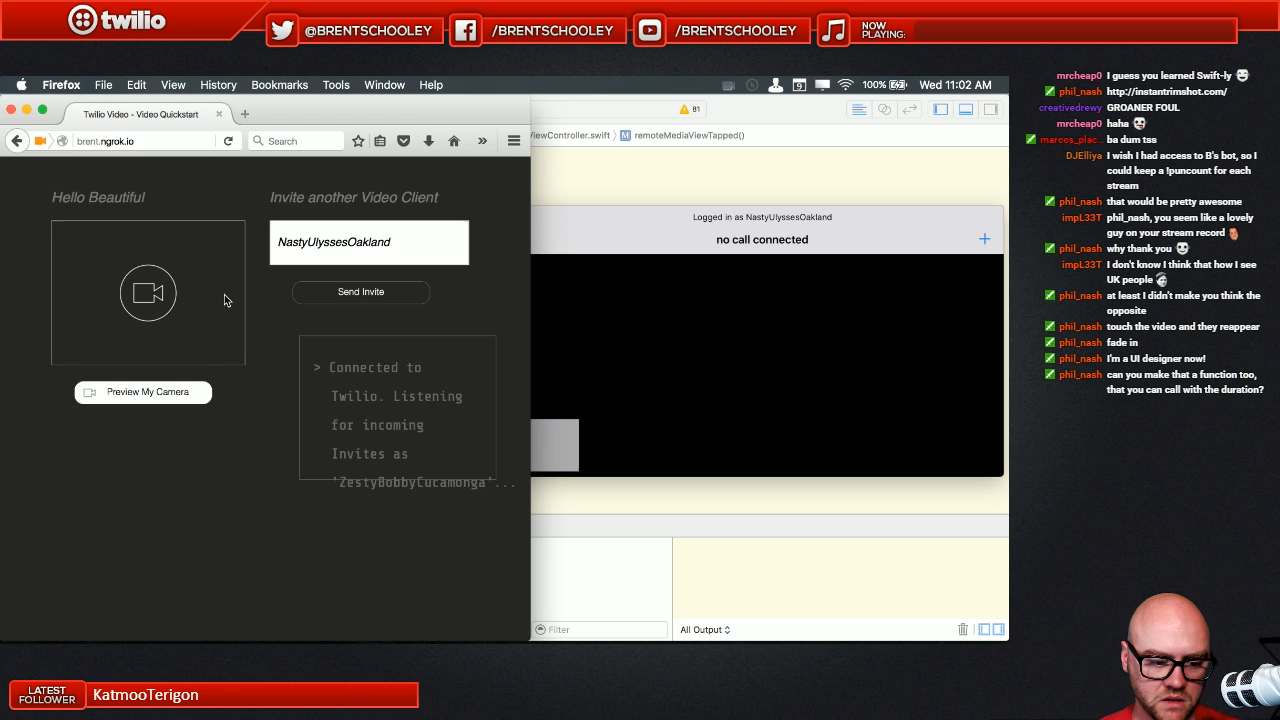 twilio
@BRENTSCHOOLEY
/BRENTSCHOOLEY
/BRENTSCHOOLEY
NOW
PLAYING:
Firefox File Edit View History Bookmarks Tools Window Help
9
100%
Wed 11:02 AM
Twilio Video - Video Quickstart
81
brent.ngrok.io
Search
ViewController.swift
M remoteMediaViewTapped()
Hello Beautiful
Invite another Video Client
NastyUlyssesOakland
Send Invite
Preview My Camera
> Connected to
Twilio. Listening
for incoming
Invites as
'ZestyBobbyCucamonga'...
Logged in as NastyUlyssesOakland
no call connected
Filter
All Output
mrcheap0 I guess you learned Swift-ly
phil_nash http://instantrimshot.com/
creativedrewy GROANER FOUL
mrcheap0 haha
marcos_plac... ba dum tss
DJElliya I wish I had access to B's bot, so I
could keep a !puncount for each
stream
phil_nash that would be pretty awesome
impL33T phil_nash, you seem like a lovely
guy on your stream record
phil_nash why thank you
impL33T I don't know I think that how I see
UK people
phil_nash at least I didn't make you think the
opposite
phil_nash touch the video and they reappear
phil_nash fade in
phil_nash I'm a UI designer now!
phil_nash can you make that a function too,
that you can call with the duration?
LATEST
FOLLOWER
KatmooTerigon